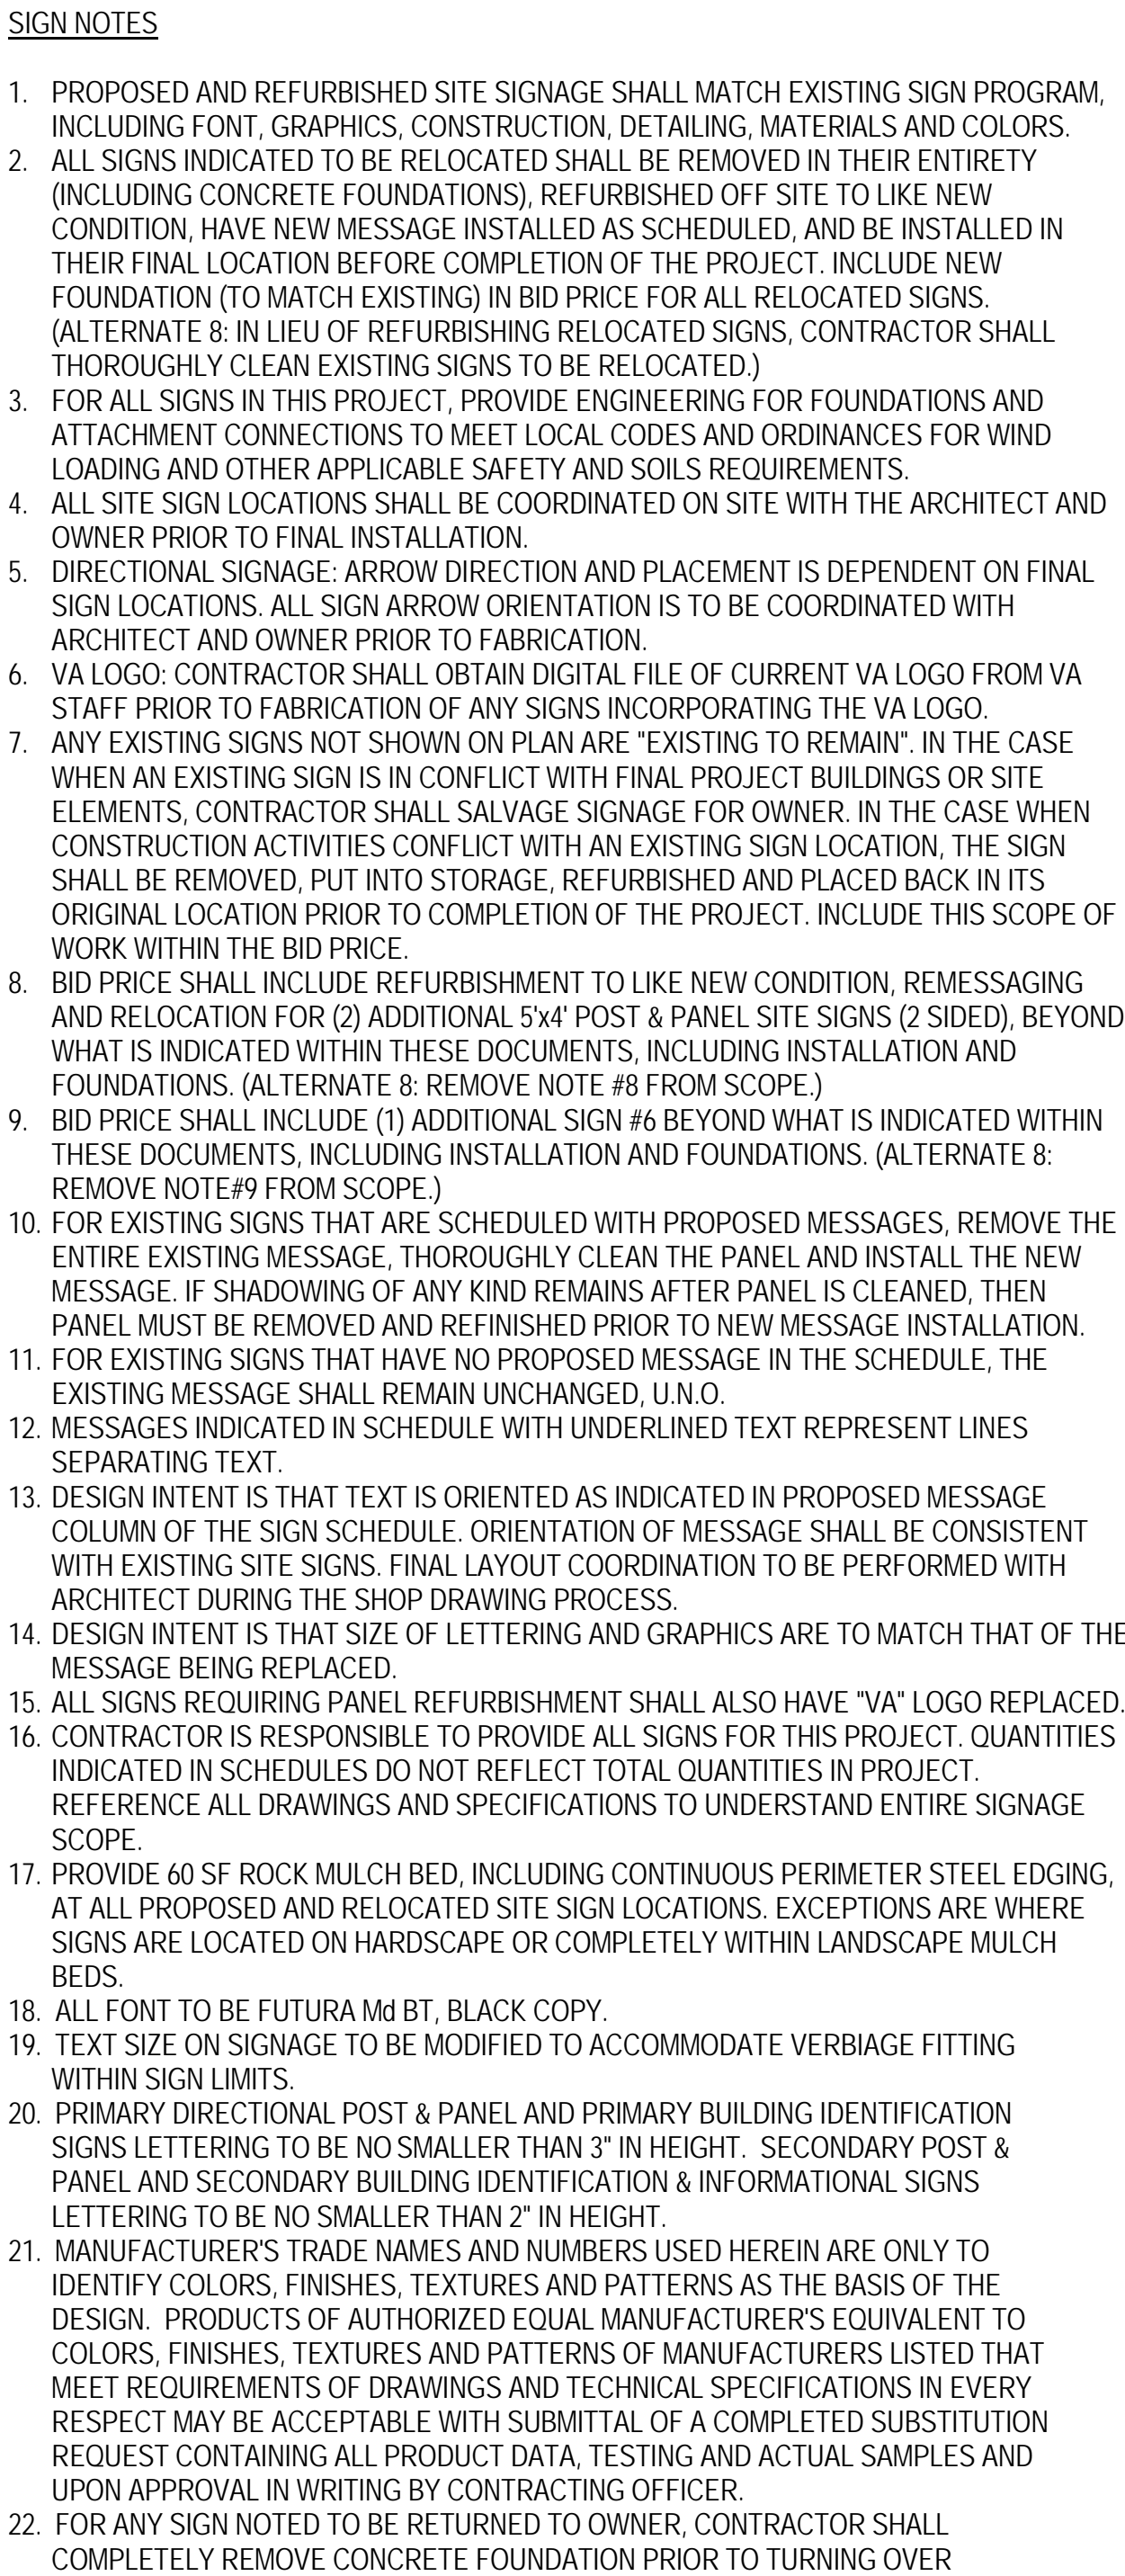 SIGN NOTES
1. PROPOSED AND REFURBISHED SITE SIGNAGE SHALL MATCH EXISTING SIGN PROGRAM,
INCLUDING FONT, GRAPHICS, CONSTRUCTION, DETAILING, MATERIALS AND COLORS.
2. ALL SIGNS INDICATED TO BE RELOCATED SHALL BE REMOVED IN THEIR ENTIRETY
(INCLUDING CONCRETE FOUNDATIONS), REFURBISHED OFF SITE TO LIKE NEW
CONDITION, HAVE NEW MESSAGE INSTALLED AS SCHEDULED, AND BE INSTALLED IN
THEIR FINAL LOCATION BEFORE COMPLETION OF THE PROJECT. INCLUDE NEW
FOUNDATION (TO MATCH EXISTING) IN BID PRICE FOR ALL RELOCATED SIGNS.
(ALTERNATE 8: IN LIEU OF REFURBISHING RELOCATED SIGNS, CONTRACTOR SHALL
THOROUGHLY CLEAN EXISTING SIGNS TO BE RELOCATED.)
3. FOR ALL SIGNS IN THIS PROJECT, PROVIDE ENGINEERING FOR FOUNDATIONS AND
ATTACHMENT CONNECTIONS TO MEET LOCAL CODES AND ORDINANCES FOR WIND
LOADING AND OTHER APPLICABLE SAFETY AND SOILS REQUIREMENTS.
4. ALL SITE SIGN LOCATIONS SHALL BE COORDINATED ON SITE WITH THE ARCHITECT AND
OWNER PRIOR TO FINAL INSTALLATION.
5. DIRECTIONAL SIGNAGE: ARROW DIRECTION AND PLACEMENT IS DEPENDENT ON FINAL
SIGN LOCATIONS. ALL SIGN ARROW ORIENTATION IS TO BE COORDINATED WITH
ARCHITECT AND OWNER PRIOR TO FABRICATION.
6. VA LOGO: CONTRACTOR SHALL OBTAIN DIGITAL FILE OF CURRENT VA LOGO FROM VA
STAFF PRIOR TO FABRICATION OF ANY SIGNS INCORPORATING THE VA LOGO.
7. ANY EXISTING SIGNS NOT SHOWN ON PLAN ARE "EXISTING TO REMAIN". IN THE CASE
WHEN AN EXISTING SIGN IS IN CONFLICT WITH FINAL PROJECT BUILDINGS OR SITE
ELEMENTS, CONTRACTOR SHALL SALVAGE SIGNAGE FOR OWNER. IN THE CASE WHEN
CONSTRUCTION ACTIVITIES CONFLICT WITH AN EXISTING SIGN LOCATION, THE SIGN
SHALL BE REMOVED, PUT INTO STORAGE, REFURBISHED AND PLACED BACK IN ITS
ORIGINAL LOCATION PRIOR TO COMPLETION OF THE PROJECT. INCLUDE THIS SCOPE OF
WORK WITHIN THE BID PRICE.
8. BID PRICE SHALL INCLUDE REFURBISHMENT TO LIKE NEW CONDITION, REMESSAGING
AND RELOCATION FOR (2) ADDITIONAL 5'x4' POST & PANEL SITE SIGNS (2 SIDED), BEYOND
WHAT IS INDICATED WITHIN THESE DOCUMENTS, INCLUDING INSTALLATION AND
FOUNDATIONS. (ALTERNATE 8: REMOVE NOTE #8 FROM SCOPE.)
9. BID PRICE SHALL INCLUDE (1) ADDITIONAL SIGN #6 BEYOND WHAT IS INDICATED WITHIN
THESE DOCUMENTS, INCLUDING INSTALLATION AND FOUNDATIONS. (ALTERNATE 8:
REMOVE NOTE#9 FROM SCOPE.)
10. FOR EXISTING SIGNS THAT ARE SCHEDULED WITH PROPOSED MESSAGES, REMOVE THE
ENTIRE EXISTING MESSAGE, THOROUGHLY CLEAN THE PANEL AND INSTALL THE NEW
MESSAGE. IF SHADOWING OF ANY KIND REMAINS AFTER PANEL IS CLEANED, THEN
PANEL MUST BE REMOVED AND REFINISHED PRIOR TO NEW MESSAGE INSTALLATION.
11. FOR EXISTING SIGNS THAT HAVE NO PROPOSED MESSAGE IN THE SCHEDULE, THE
EXISTING MESSAGE SHALL REMAIN UNCHANGED, U.N.O.
12. MESSAGES INDICATED IN SCHEDULE WITH UNDERLINED TEXT REPRESENT LINES
SEPARATING TEXT.
13. DESIGN INTENT IS THAT TEXT IS ORIENTED AS INDICATED IN PROPOSED MESSAGE
COLUMN OF THE SIGN SCHEDULE. ORIENTATION OF MESSAGE SHALL BE CONSISTENT
WITH EXISTING SITE SIGNS. FINAL LAYOUT COORDINATION TO BE PERFORMED WITH
ARCHITECT DURING THE SHOP DRAWING PROCESS.
14. DESIGN INTENT IS THAT SIZE OF LETTERING AND GRAPHICS ARE TO MATCH THAT OF THE
MESSAGE BEING REPLACED.
15. ALL SIGNS REQUIRING PANEL REFURBISHMENT SHALL ALSO HAVE "VA" LOGO REPLACED.
16. CONTRACTOR IS RESPONSIBLE TO PROVIDE ALL SIGNS FOR THIS PROJECT. QUANTITIES
INDICATED IN SCHEDULES DO NOT REFLECT TOTAL QUANTITIES IN PROJECT.
REFERENCE ALL DRAWINGS AND SPECIFICATIONS TO UNDERSTAND ENTIRE SIGNAGE
SCOPE.
17. PROVIDE 60 SF ROCK MULCH BED, INCLUDING CONTINUOUS PERIMETER STEEL EDGING,
AT ALL PROPOSED AND RELOCATED SITE SIGN LOCATIONS. EXCEPTIONS ARE WHERE
SIGNS ARE LOCATED ON HARDSCAPE OR COMPLETELY WITHIN LANDSCAPE MULCH
BEDS.
18. ALL FONT TO BE FUTURA Md BT, BLACK COPY.
19. TEXT SIZE ON SIGNAGE TO BE MODIFIED TO ACCOMMODATE VERBIAGE FITTING
WITHIN SIGN LIMITS.
20. PRIMARY DIRECTIONAL POST & PANEL AND PRIMARY BUILDING IDENTIFICATION
SIGNS LETTERING TO BE NO SMALLER THAN 3" IN HEIGHT. SECONDARY POST &
PANEL AND SECONDARY BUILDING IDENTIFICATION & INFORMATIONAL SIGNS
LETTERING TO BE NO SMALLER THAN 2" IN HEIGHT.
21. MANUFACTURER'S TRADE NAMES AND NUMBERS USED HEREIN ARE ONLY TO
IDENTIFY COLORS, FINISHES, TEXTURES AND PATTERNS AS THE BASIS OF THE
DESIGN. PRODUCTS OF AUTHORIZED EQUAL MANUFACTURER'S EQUIVALENT TO
COLORS, FINISHES, TEXTURES AND PATTERNS OF MANUFACTURERS LISTED THAT
MEET REQUIREMENTS OF DRAWINGS AND TECHNICAL SPECIFICATIONS IN EVERY
RESPECT MAY BE ACCEPTABLE WITH SUBMITTAL OF A COMPLETED SUBSTITUTION
REQUEST CONTAINING ALL PRODUCT DATA, TESTING AND ACTUAL SAMPLES AND
UPON APPROVAL IN WRITING BY CONTRACTING OFFICER.
22. FOR ANY SIGN NOTED TO BE RETURNED TO OWNER, CONTRACTOR SHALL
COMPLETELY REMOVE CONCRETE FOUNDATION PRIOR TO TURNING OVER